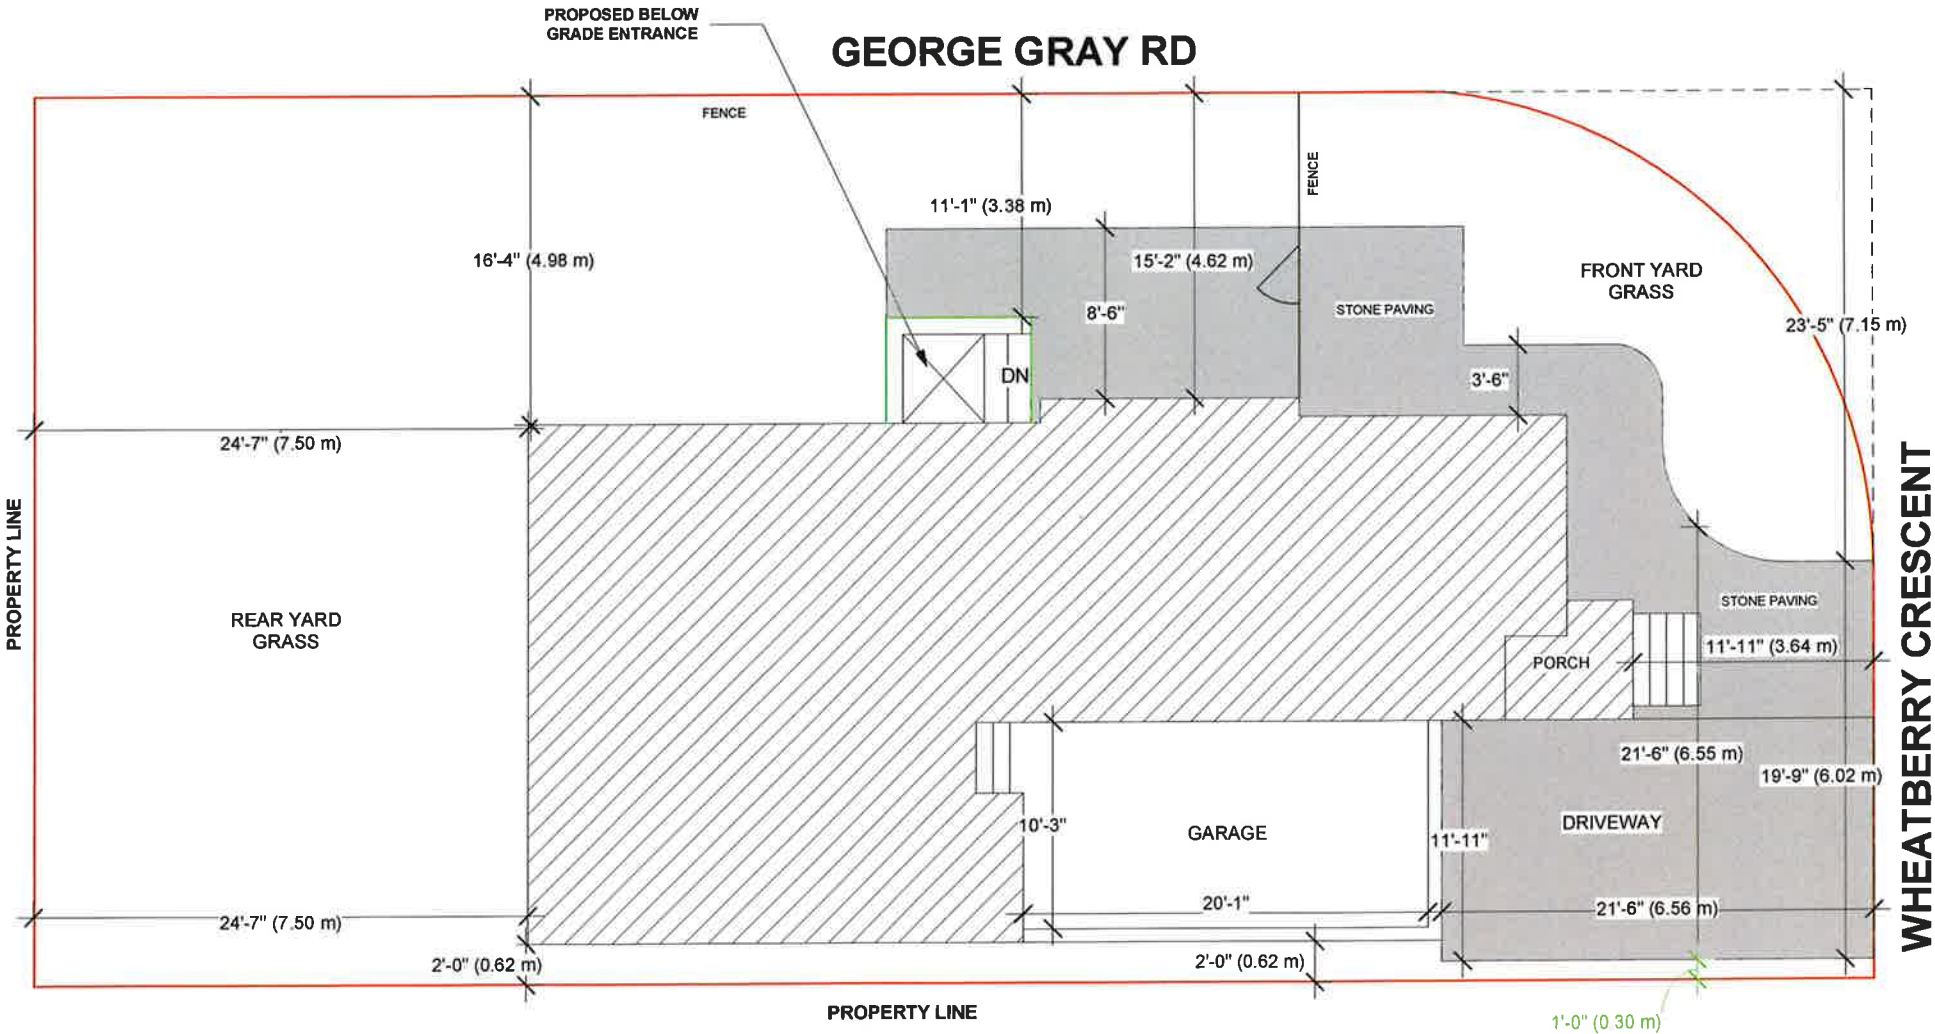 PROPOSED BELOW
GRADE ENTRANCE
GEORGE GRAY RD
FENCE
FENCE
11'-1" (3.38 m)
16'-4" (4.98 m)
15'-2" (4.62 m)
8'-6"
STONE PAVING
FRONT YARD
GRASS
23'-5" (7.15 m)
DN
3'-6"
24'-7" (7.50 m)
PROPERTY LINE
REAR YARD
GRASS
STONE PAVING
11'-11" (3.64 m)
PORCH
WHEATBERRY CRESCENT
21'-6" (6.55 m)
19'-9" (6.02 m)
10'-3"
GARAGE
11'-11"
DRIVEWAY
20'-1"
21'-6" (6.56 m)
24'-7" (7.50 m)
2'-0" (0.62 m)
2'-0" (0.62 m)
PROPERTY LINE
1'-0" (0 30 m)